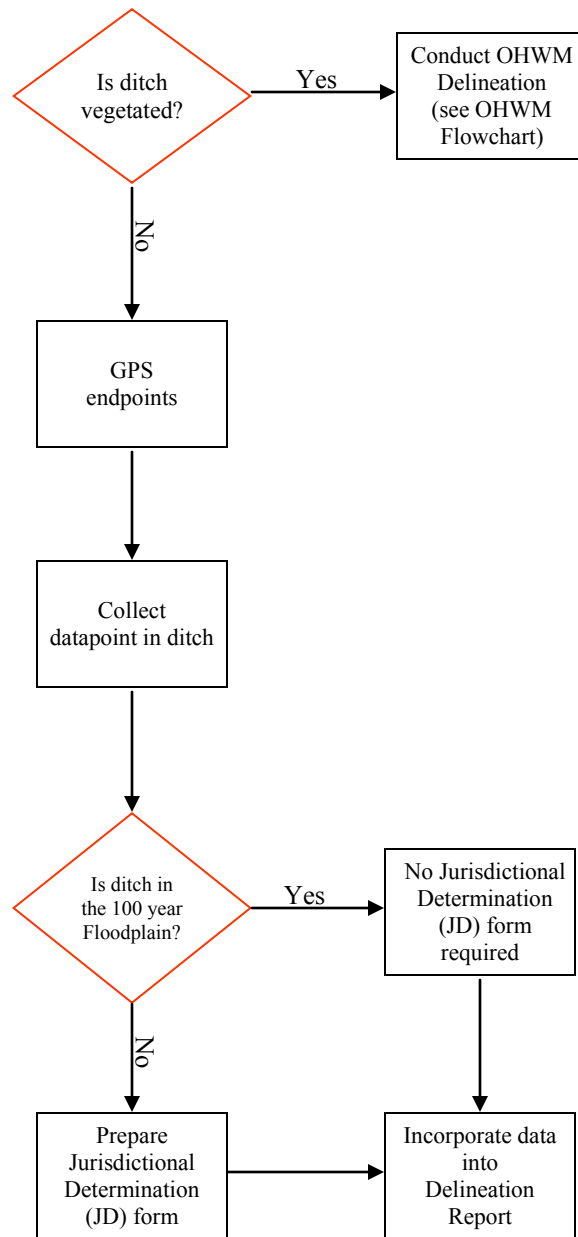 Is ditch
vegetated?
Yes
Conduct OHWM
Delineation
(see OHWM
Flowchart)
No
GPS
endpoints
Collect
datapoint in ditch
Is ditch in
the 100 year
Floodplain?
Yes
No Jurisdictional
Determination
(JD) form
required
No
Prepare
Jurisdictional
Determination
(JD) form
Incorporate data
into
Delineation
Report